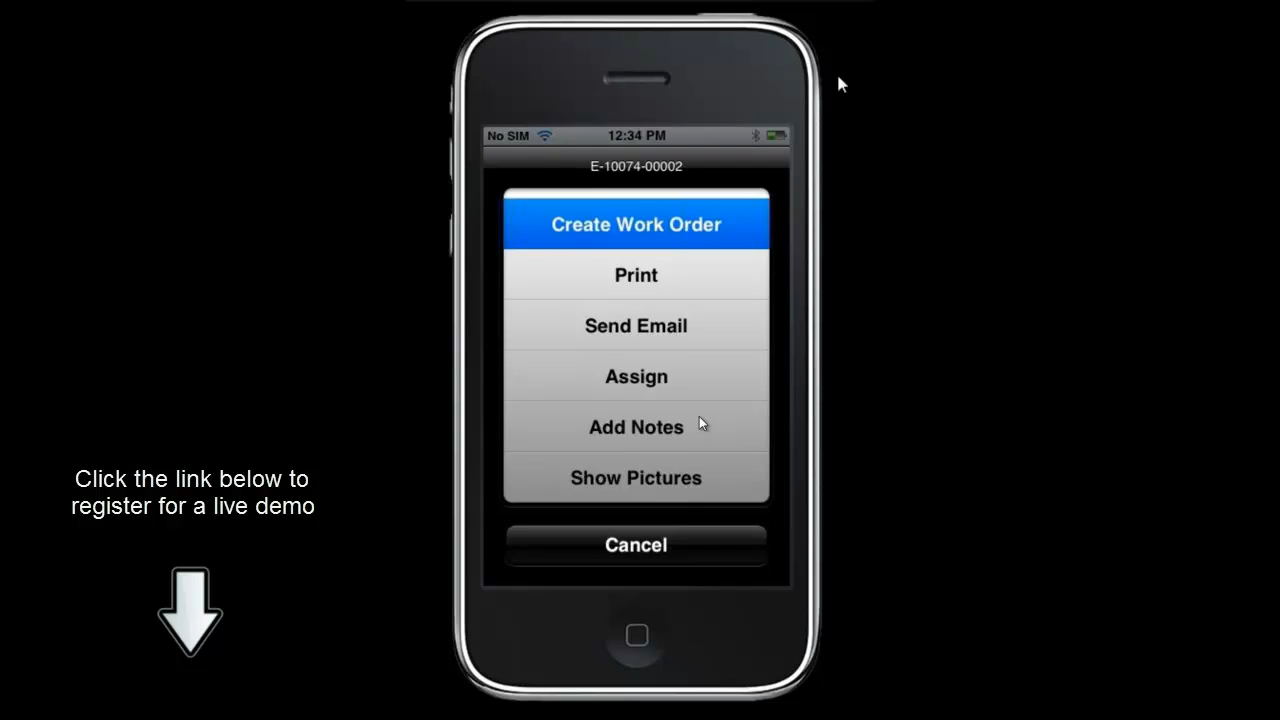 No SIM 12:34 PM
E-10074-00002
Create Work Order
Print
Send Email
Assign
Add Notes
Show Pictures
Cancel
Click the link below to
register for a live demo